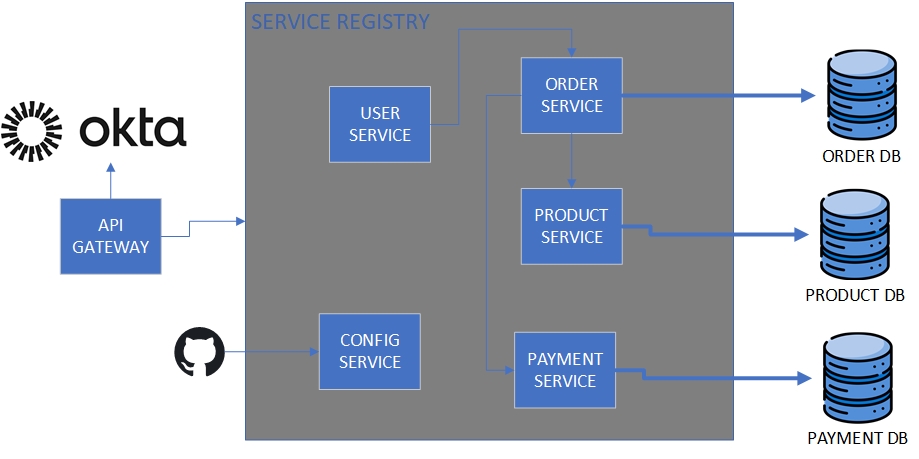 SERVICE REGISTRY
USER
SERVICE
ORDER
SERVICE
ORDER DB
okta
API
GATEWAY
PRODUCT
SERVICE
PRODUCT DB
CONFIG
SERVICE
PAYMENT
SERVICE
PAYMENT DB